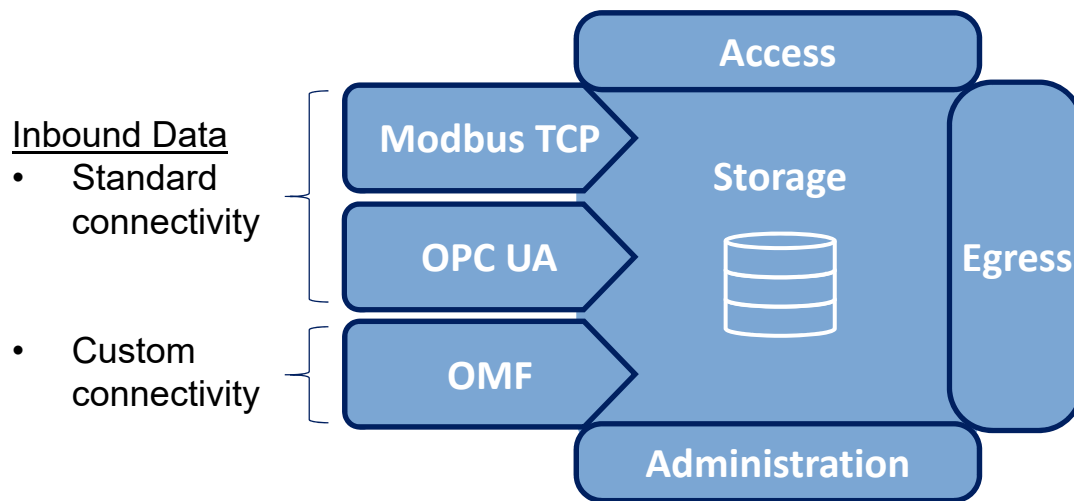 Inbound Data
• Standard
connectivity
• Custom
connectivity
Modbus TCP
OPC UA
OMF
Access
Storage
Egress
Administration